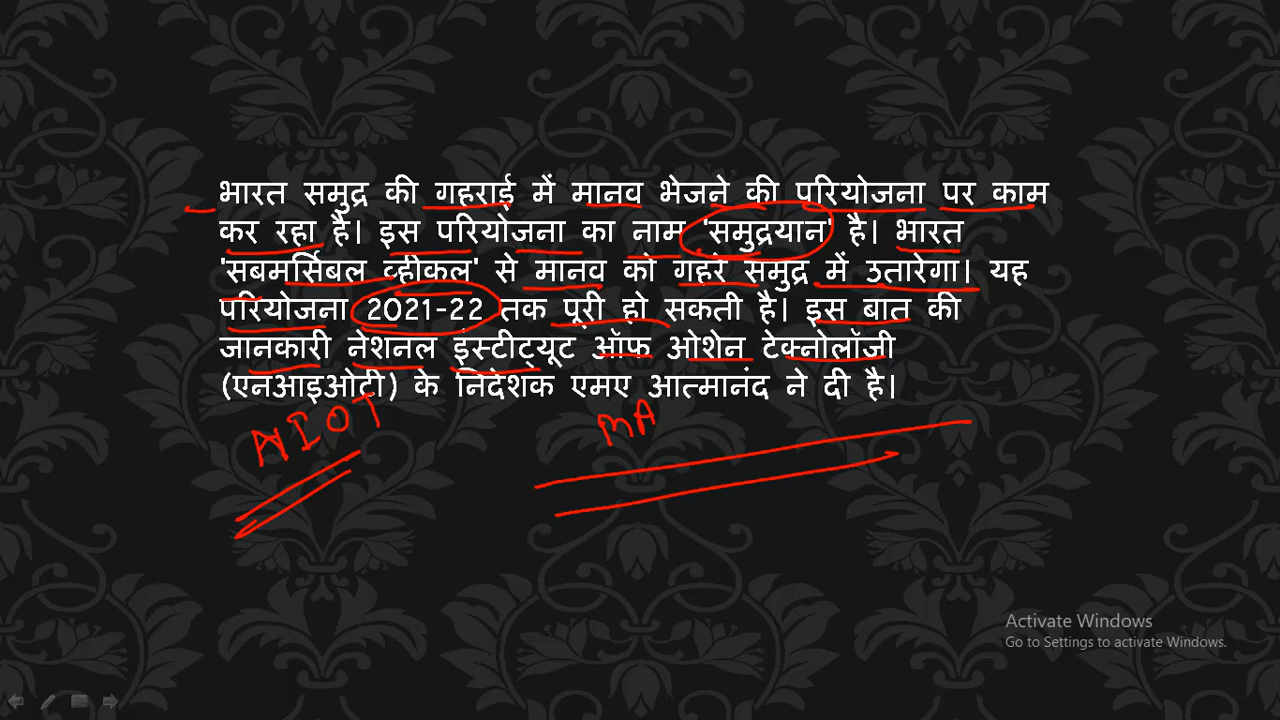 भारत समुद्र की गहराई में मानव भेजने की परियोजना पर काम
कर रहा है। इस परियोजना का नाम 'समुद्रयान' है। भारत
'सबमर्सिबल व्हीकल' से मानव को गहरे समुद्र में उतारेगा। यह
परियोजना 2021-22 तक पूरी हो सकती है। इस बात की
जानकारी नेशनल इंस्टीट्यूट ऑफ ओशेन टेक्नोलॉजी
(एनआइओटी) के निदेशक एमए आत्मानंद ने दी है।
NIOT
MA
Activate Windows
Go to Settings to activate Windows.